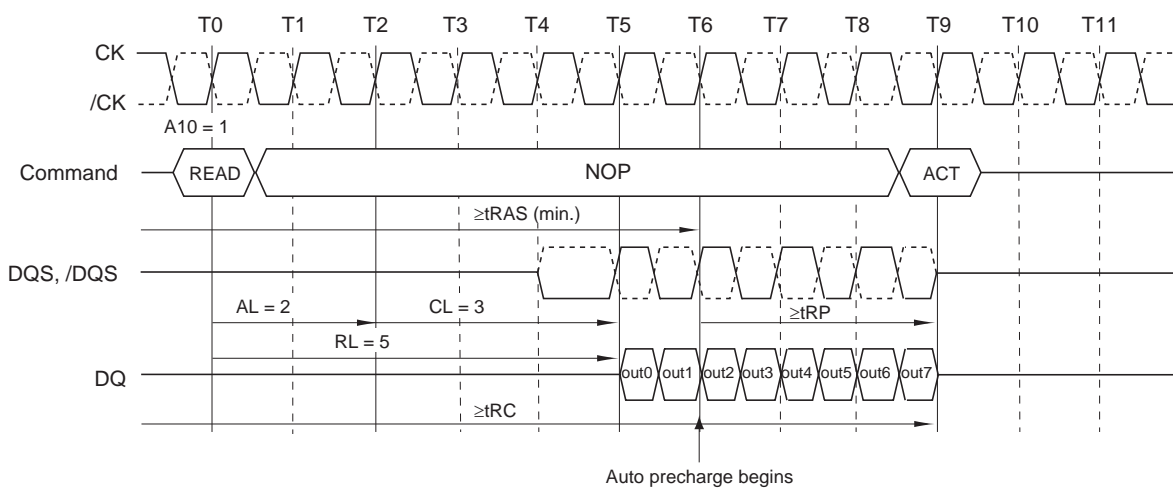 T0 T1 T2 T3 T4 T5 T6 T7 T8 T9 T10 T11
CK
/CK
A10 = 1
Command READ NOP ACT
≥tRAS (min.)
DQS, /DQS
AL = 2 CL = 3 ≥tRP
RL = 5
DQ out0 out1 out2 out3 out4 out5 out6 out7
≥tRC
Auto precharge begins